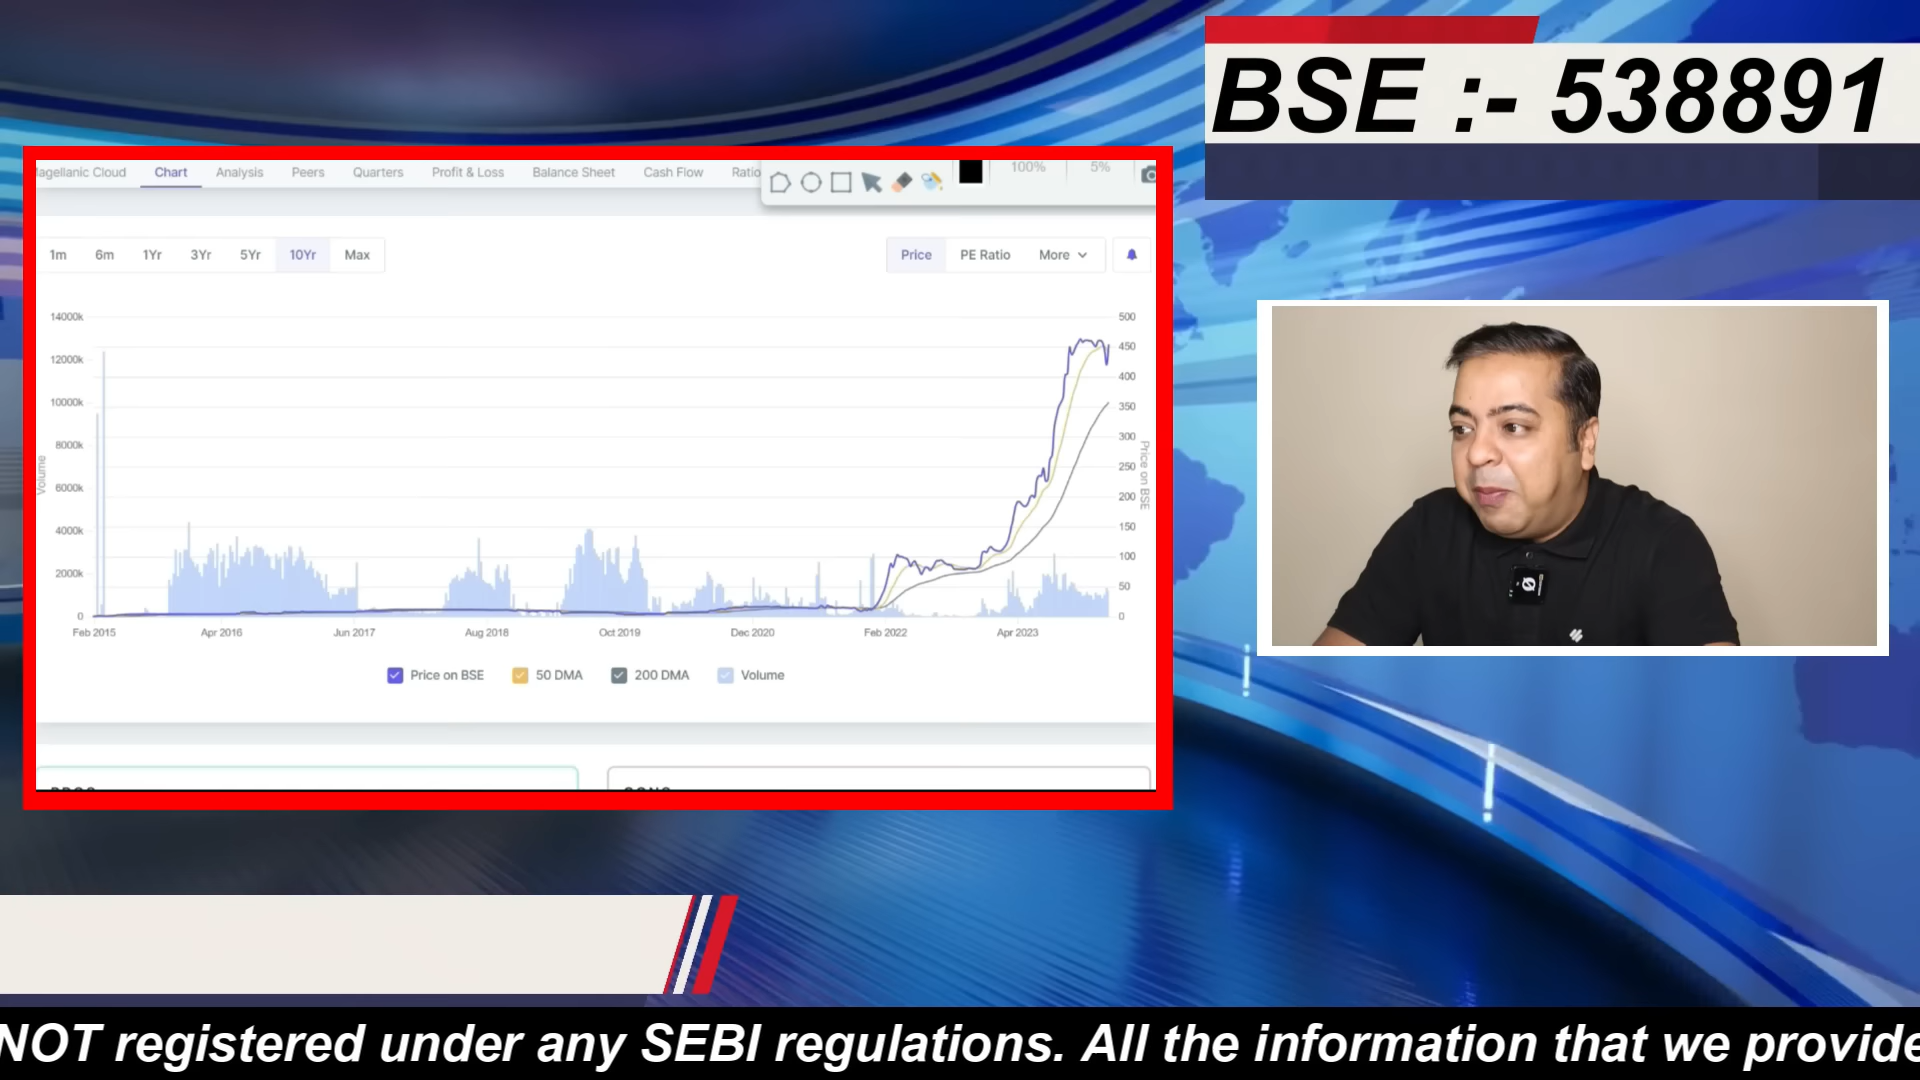 BSE :- 538891
Magellanic Cloud Chart Analysis Peers Quarters Profit & Loss Balance Sheet Cash Flow
100% 5%
1m 6m 1Yr 3Yr 5Yr 10Yr Max
Price PE Ratio More
14000k
12000k
10000k
8000k
6000k
4000k
2000k
0
Volume
500
450
400
350
300
250
200
150
100
50
0
Price on BSE
Feb 2015 Apr 2016 Jun 2017 Aug 2018 Oct 2019 Dec 2020 Feb 2022 Apr 2023
Price on BSE 50 DMA 200 DMA Volume
NOT registered under any SEBI regulations. All the information that we provide